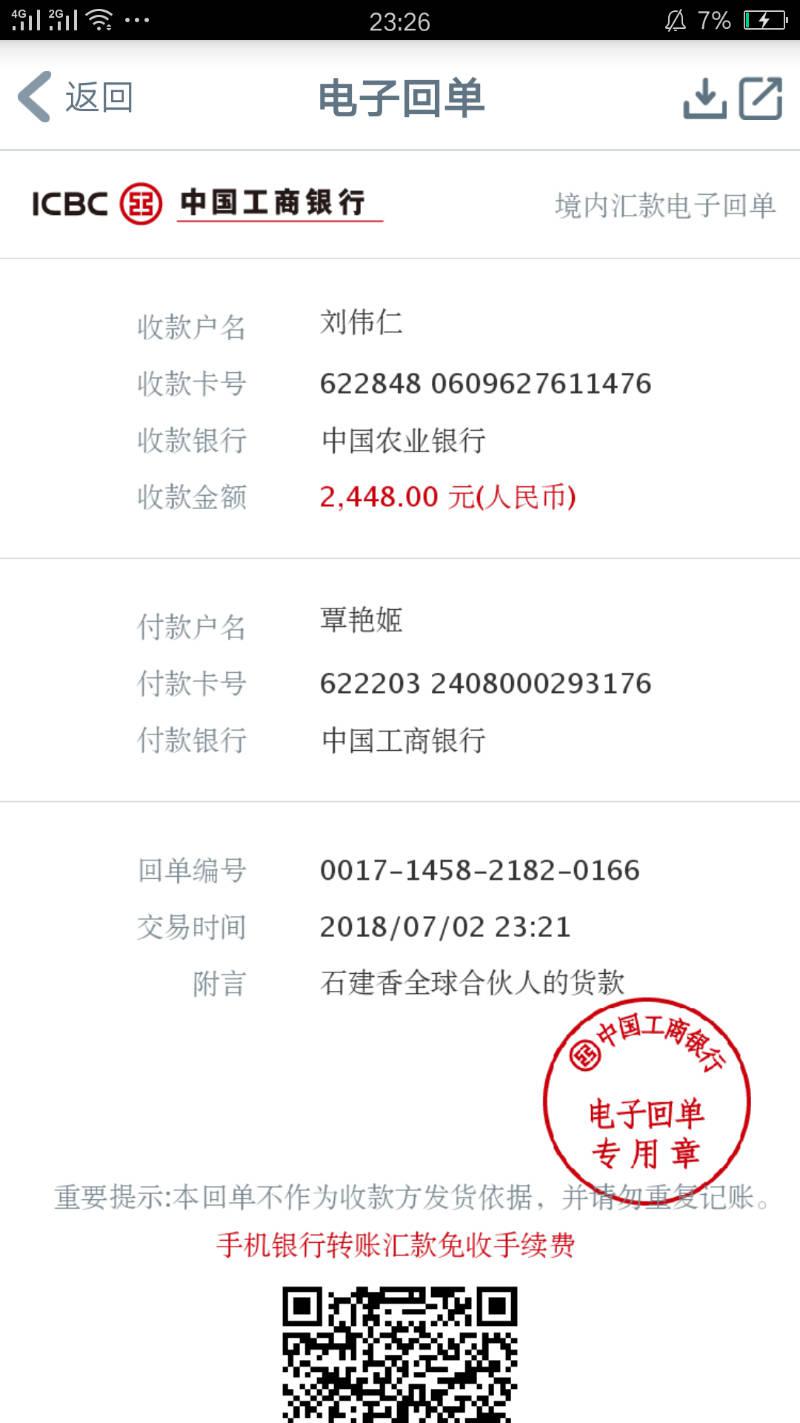 4G 2G 23:26 7%
返回 电子回单
ICBC 中国工商银行 境内汇款电子回单
收款户名 刘伟仁
收款卡号 622848 0609627611476
收款银行 中国农业银行
收款金额 2,448.00 元(人民币)
付款户名 覃艳姬
付款卡号 622203 2408000293176
付款银行 中国工商银行
回单编号 0017-1458-2182-0166
交易时间 2018/07/02 23:21
附言 石建香全球合伙人的货款
中国工商银行
电子回单
专用章
重要提示:本回单不作为收款方发货依据，并请勿重复记账。
手机银行转账汇款免收手续费